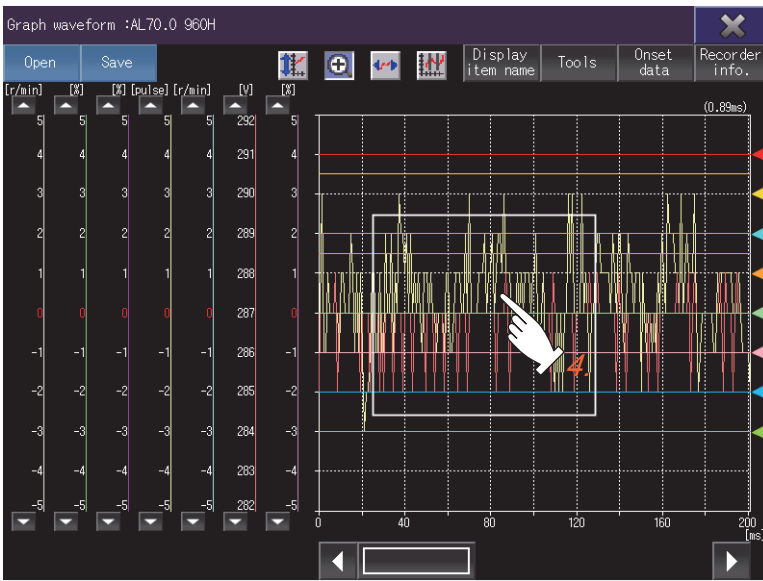 Graph waveform :AL70.0 960H
Open Save Display item name Tools Onset data Recorder info.
[r/min] [%] [%] [pulse] [r/min] [V] [%]
(0.89ms)
5 5 5 5 5 292 5
4 4 4 4 4 291 4
3 3 3 3 3 290 3
2 2 2 2 2 289 2
1 1 1 1 1 288 1
0 0 0 0 0 287 0
-1 -1 -1 -1 -1 286 -1
4.
-2 -2 -2 -2 -2 285 -2
-3 -3 -3 -3 -3 284 -3
-4 -4 -4 -4 -4 283 -4
-5 -5 -5 -5 -5 282 -5
0 40 80 120 160 200
[ms]